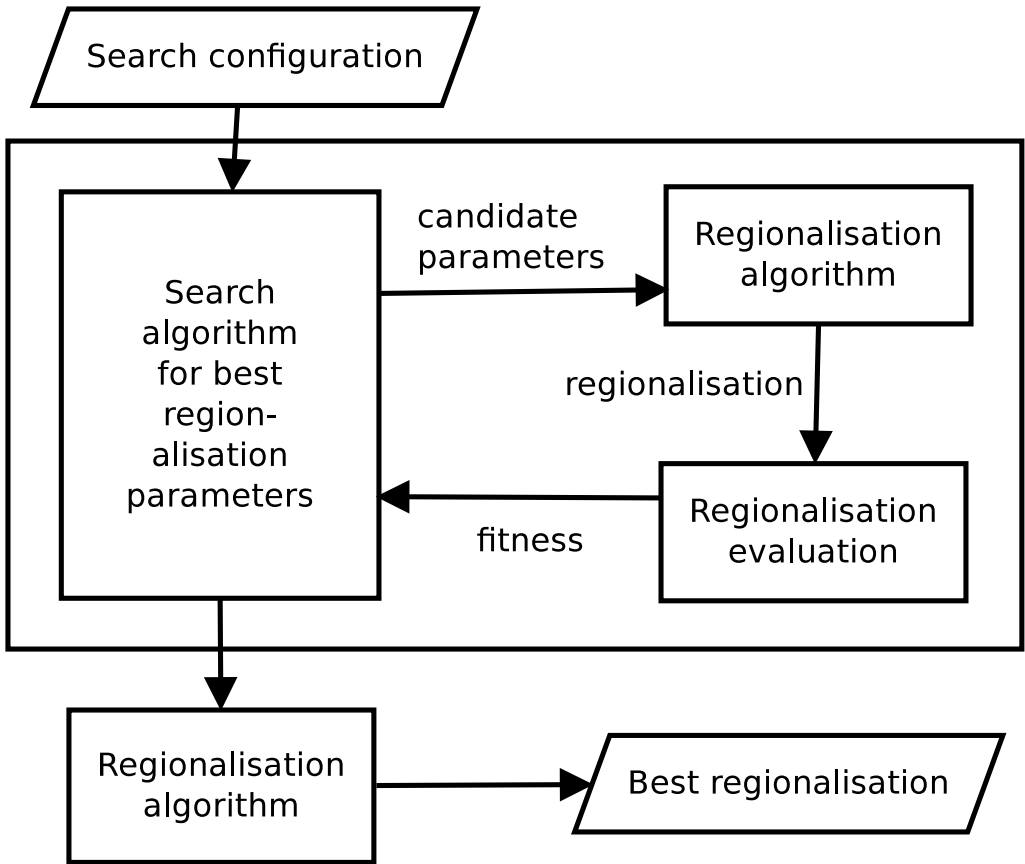 Search configuration
candidate
parameters
Regionalisation
algorithm
Search
algorithm
for best
region-
alisation
parameters
regionalisation
Regionalisation
evaluation
fitness
Regionalisation
algorithm
Best regionalisation